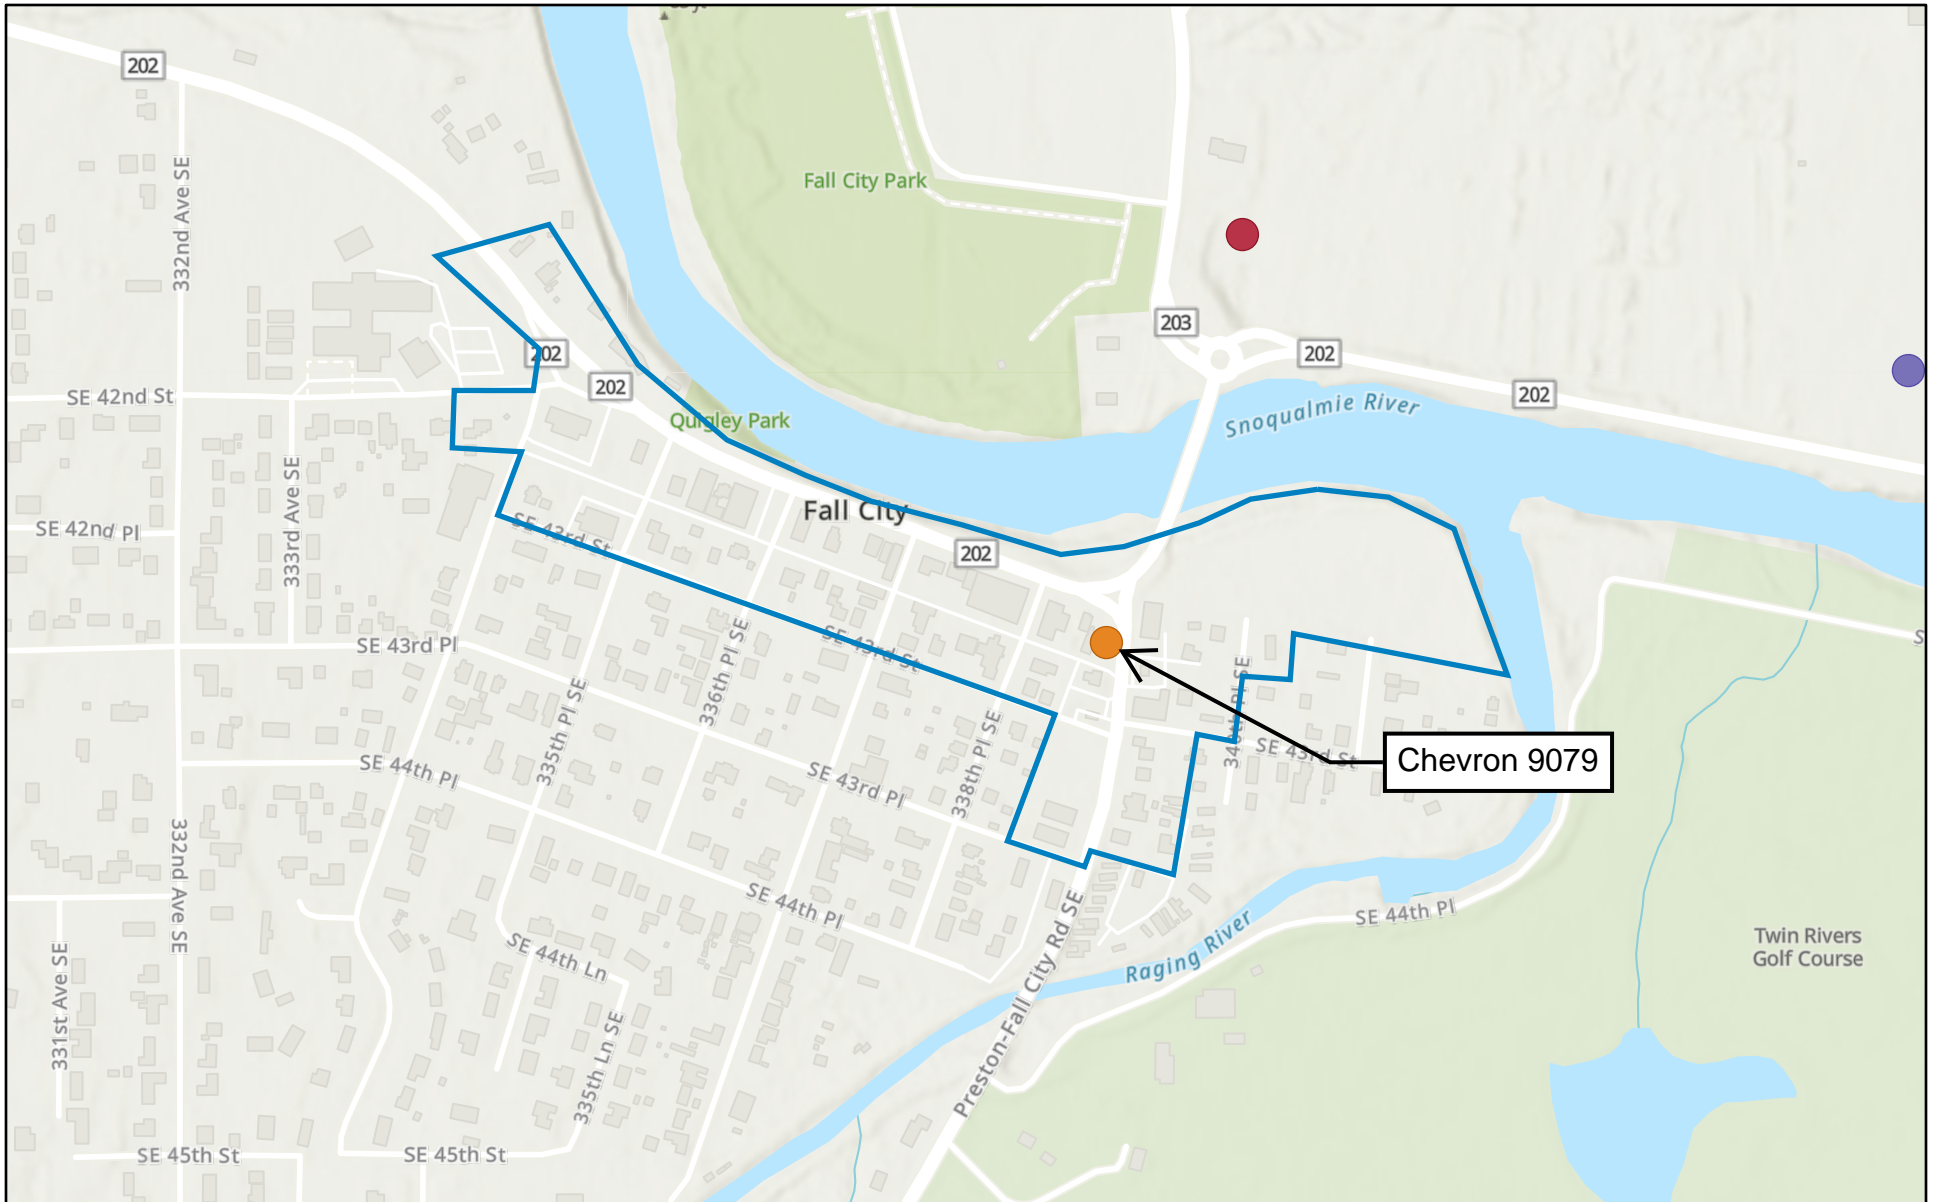 202
332nd Ave SE
Fall City Park
203
202
202
202
202
SE 42nd St
Quigley Park
Snoqualmie River
333rd Ave SE
SE 42nd Pl
Fall City
SE 43rd St
202
SE 43rd Pl
336th Pl SE
SE 43rd St
335th Pl SE
338th Pl SE
340th Pl SE
SE 43rd St
Chevron 9079
SE 44th Pl
SE 43rd Pl
332nd Ave SE
SE 44th Pl
SE 44th Pl
Raging River
Twin Rivers
Golf Course
331st Ave SE
SE 44th Ln
Preston-Fall City Rd SE
335th Ln SE
SE 45th St
SE 45th St